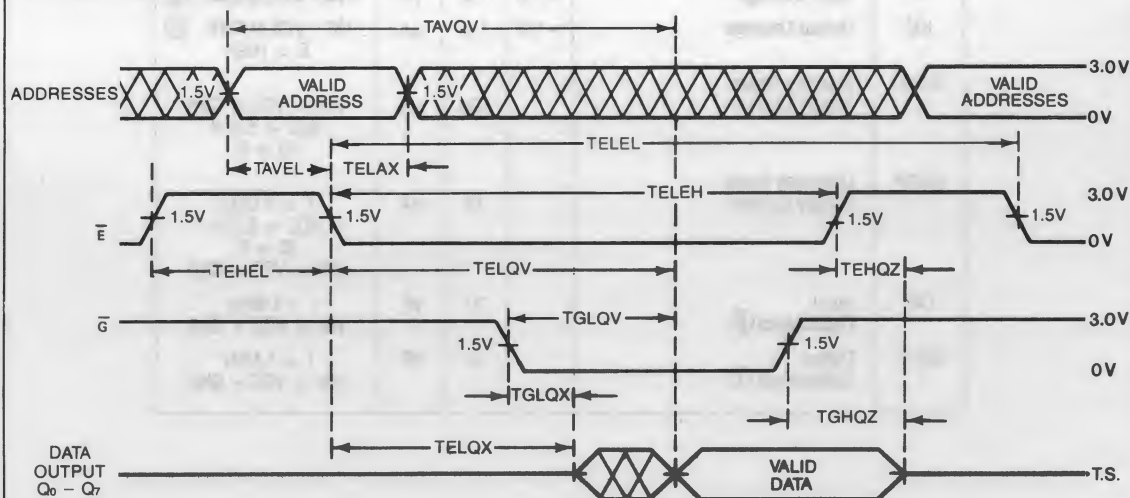 TAVQV
ADDRESSES
1.5V
VALID
ADDRESS
1.5V
VALID
ADDRESSES
3.0V
0V
TELEL
TAVEL
TELAX
TELEH
E
1.5V
1.5V
1.5V
1.5V
3.0V
0V
TEHEL
TELQV
TEHQZ
G
TGLQV
1.5V
1.5V
3.0V
0V
TGLQX
TGHQZ
TELQX
DATA
OUTPUT
Q0 – Q7
VALID
DATA
T.S.